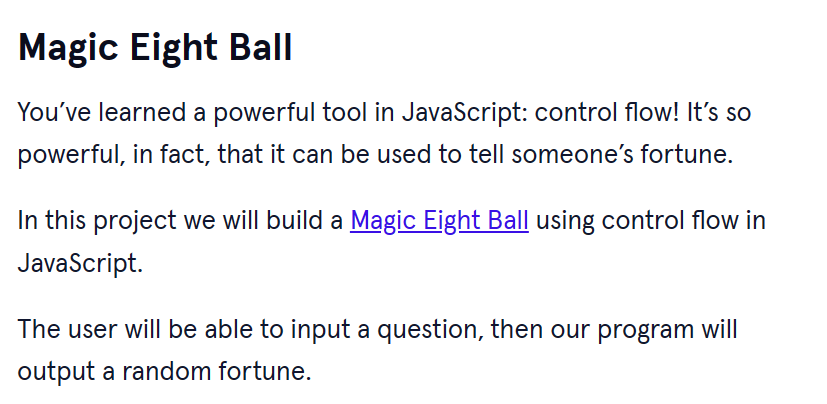 Magic Eight Ball
You’ve learned a powerful tool in JavaScript: control flow! It’s so
powerful, in fact, that it can be used to tell someone’s fortune.
In this project we will build a Magic Eight Ball using control flow in
JavaScript.
The user will be able to input a question, then our program will
output a random fortune.